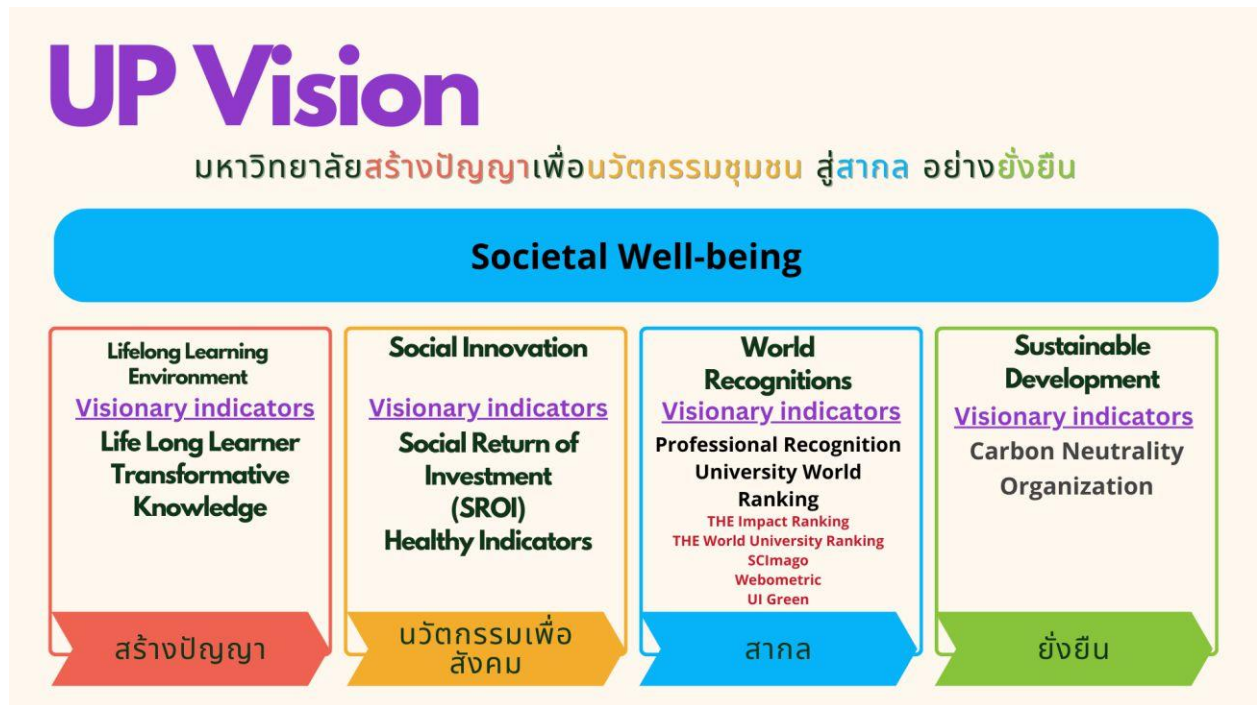 UP Vision
มหาวิทยาลัยสร้างปัญญาเพื่อนวัตกรรมชุมชน สู่สากล อย่างยั่งยืน
Societal Well-being
Lifelong Learning
Environment
Visionary indicators
Life Long Learner
Transformative
Knowledge
สร้างปัญญา
Social Innovation
Visionary indicators
Social Return of
Investment
(SROI)
Healthy Indicators
นวัตกรรมเพื่อ
สังคม
World
Recognitions
Visionary indicators
Professional Recognition
University World
Ranking
THE Impact Ranking
THE World University Ranking
SCImago
Webometric
UI Green
สากล
Sustainable
Development
Visionary indicators
Carbon Neutrality
Organization
ยั่งยืน